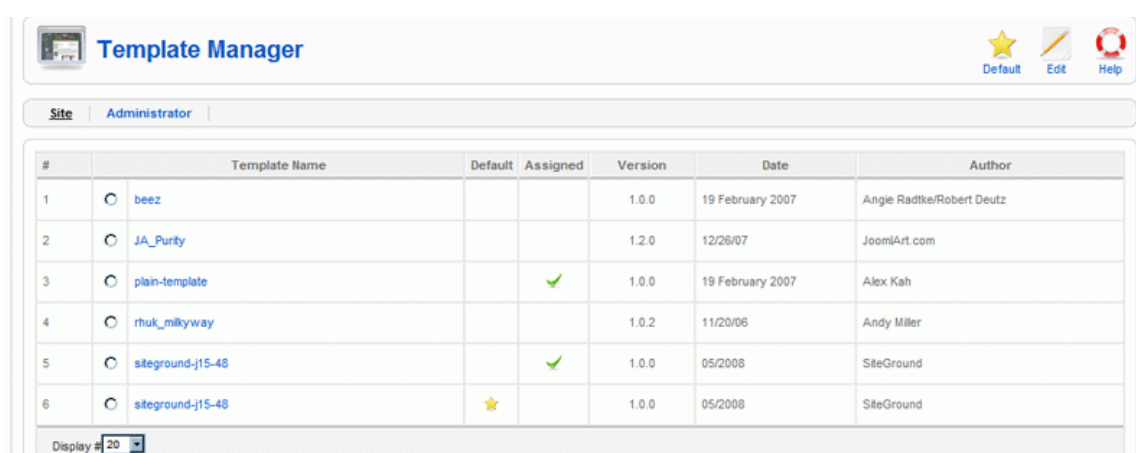 Template Manager
Default Edit Help
Site Administrator
# Template Name Default Assigned Version Date Author
1 beez 1.0.0 19 February 2007 Angie Radtke/Robert Deutz
2 JA_Purity 1.2.0 12/26/07 JoomlArt.com
3 plain-template 1.0.0 19 February 2007 Alex Kah
4 rhuk_milkyway 1.0.2 11/20/06 Andy Miller
5 siteground-j15-48 1.0.0 05/2008 SiteGround
6 siteground-j15-48 1.0.0 05/2008 SiteGround
Display # 20